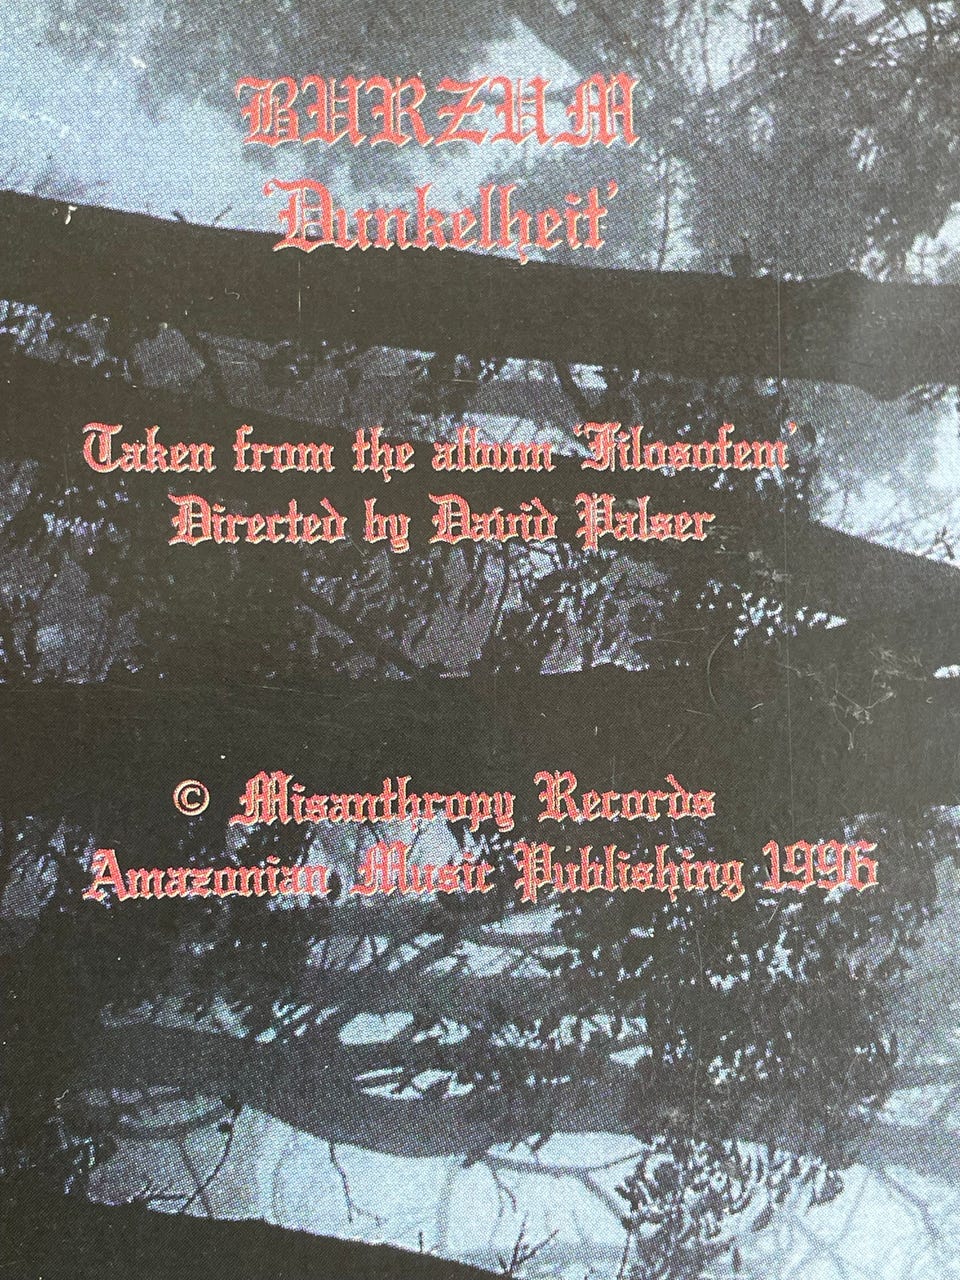 BURZUM
'Dunkelheit'
Taken from the album 'Filosofem'
Directed by David Palser
© Misanthropy Records
Amazonian Music Publishing 1996